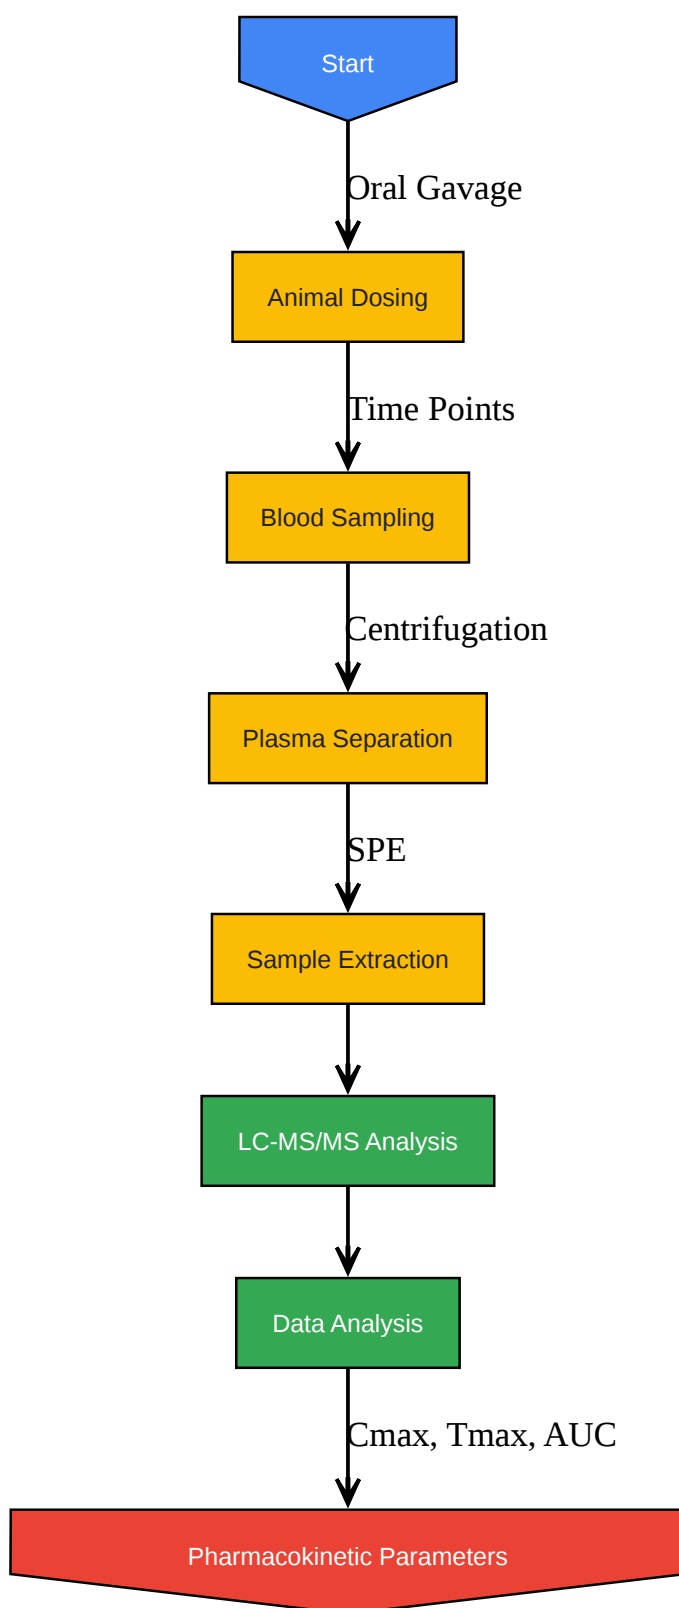 Start
Oral Gavage
Animal Dosing
Time Points
Blood Sampling
Centrifugation
Plasma Separation
SPE
Sample Extraction
LC-MS/MS Analysis
Data Analysis
Cmax, Tmax, AUC
Pharmacokinetic Parameters